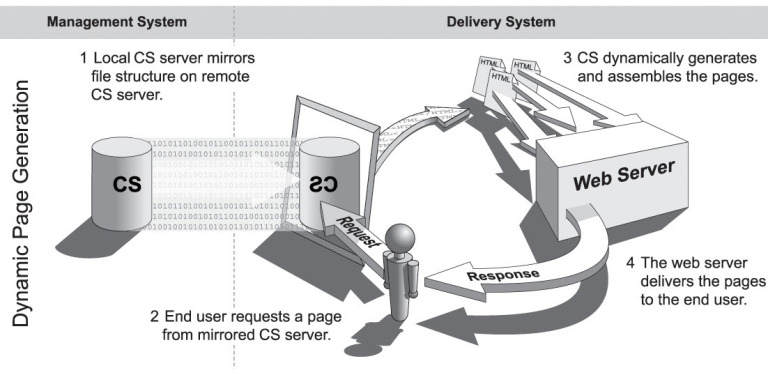 Management System
Delivery System
Dynamic Page Generation
1 Local CS server mirrors
file structure on remote
CS server.
3 CS dynamically generates
and assembles the pages.
HTML
HTML
HTML
CS
CS
Web Server
Request
Response
2 End user requests a page
from mirrored CS server.
4 The web server
delivers the pages
to the end user.